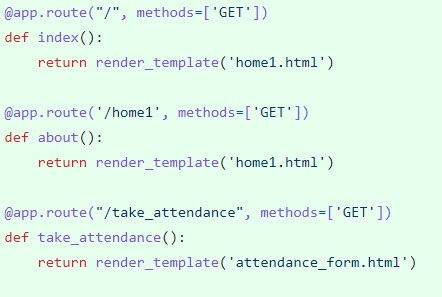 @app.route("/", methods=['GET'])
def index():
    return render_template('home1.html')
@app.route('/home1', methods=['GET'])
def about():
    return render_template('home1.html')
@app.route("/take_attendance", methods=['GET'])
def take_attendance():
    return render_template('attendance_form.html')